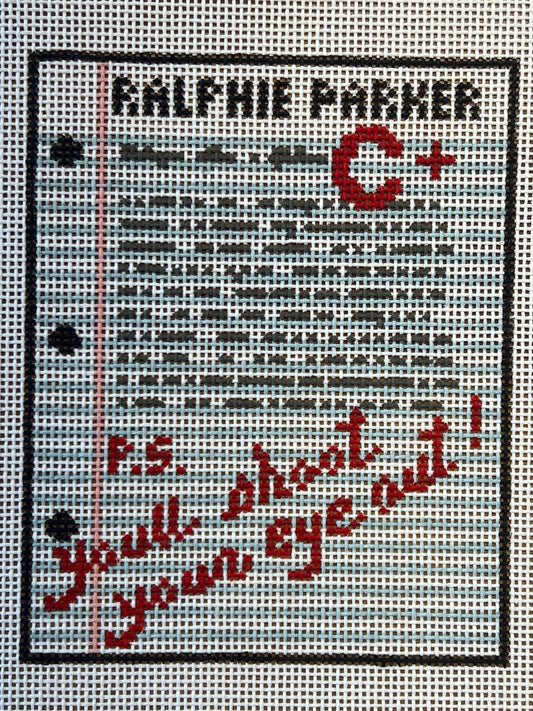 RALPHIE PARKER
C+
P.S.
you'll shoot
your eye out!